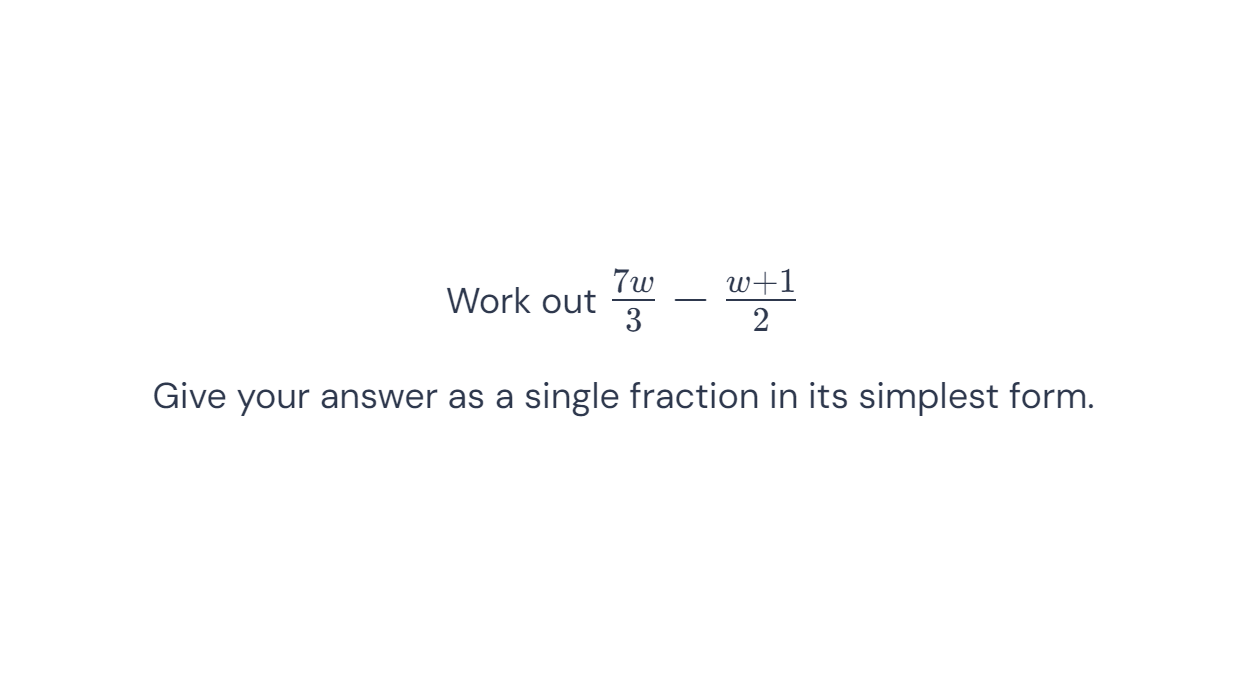 Work out \frac{7w}{3} − \frac{w+1}{2}
Give your answer as a single fraction in its simplest form.